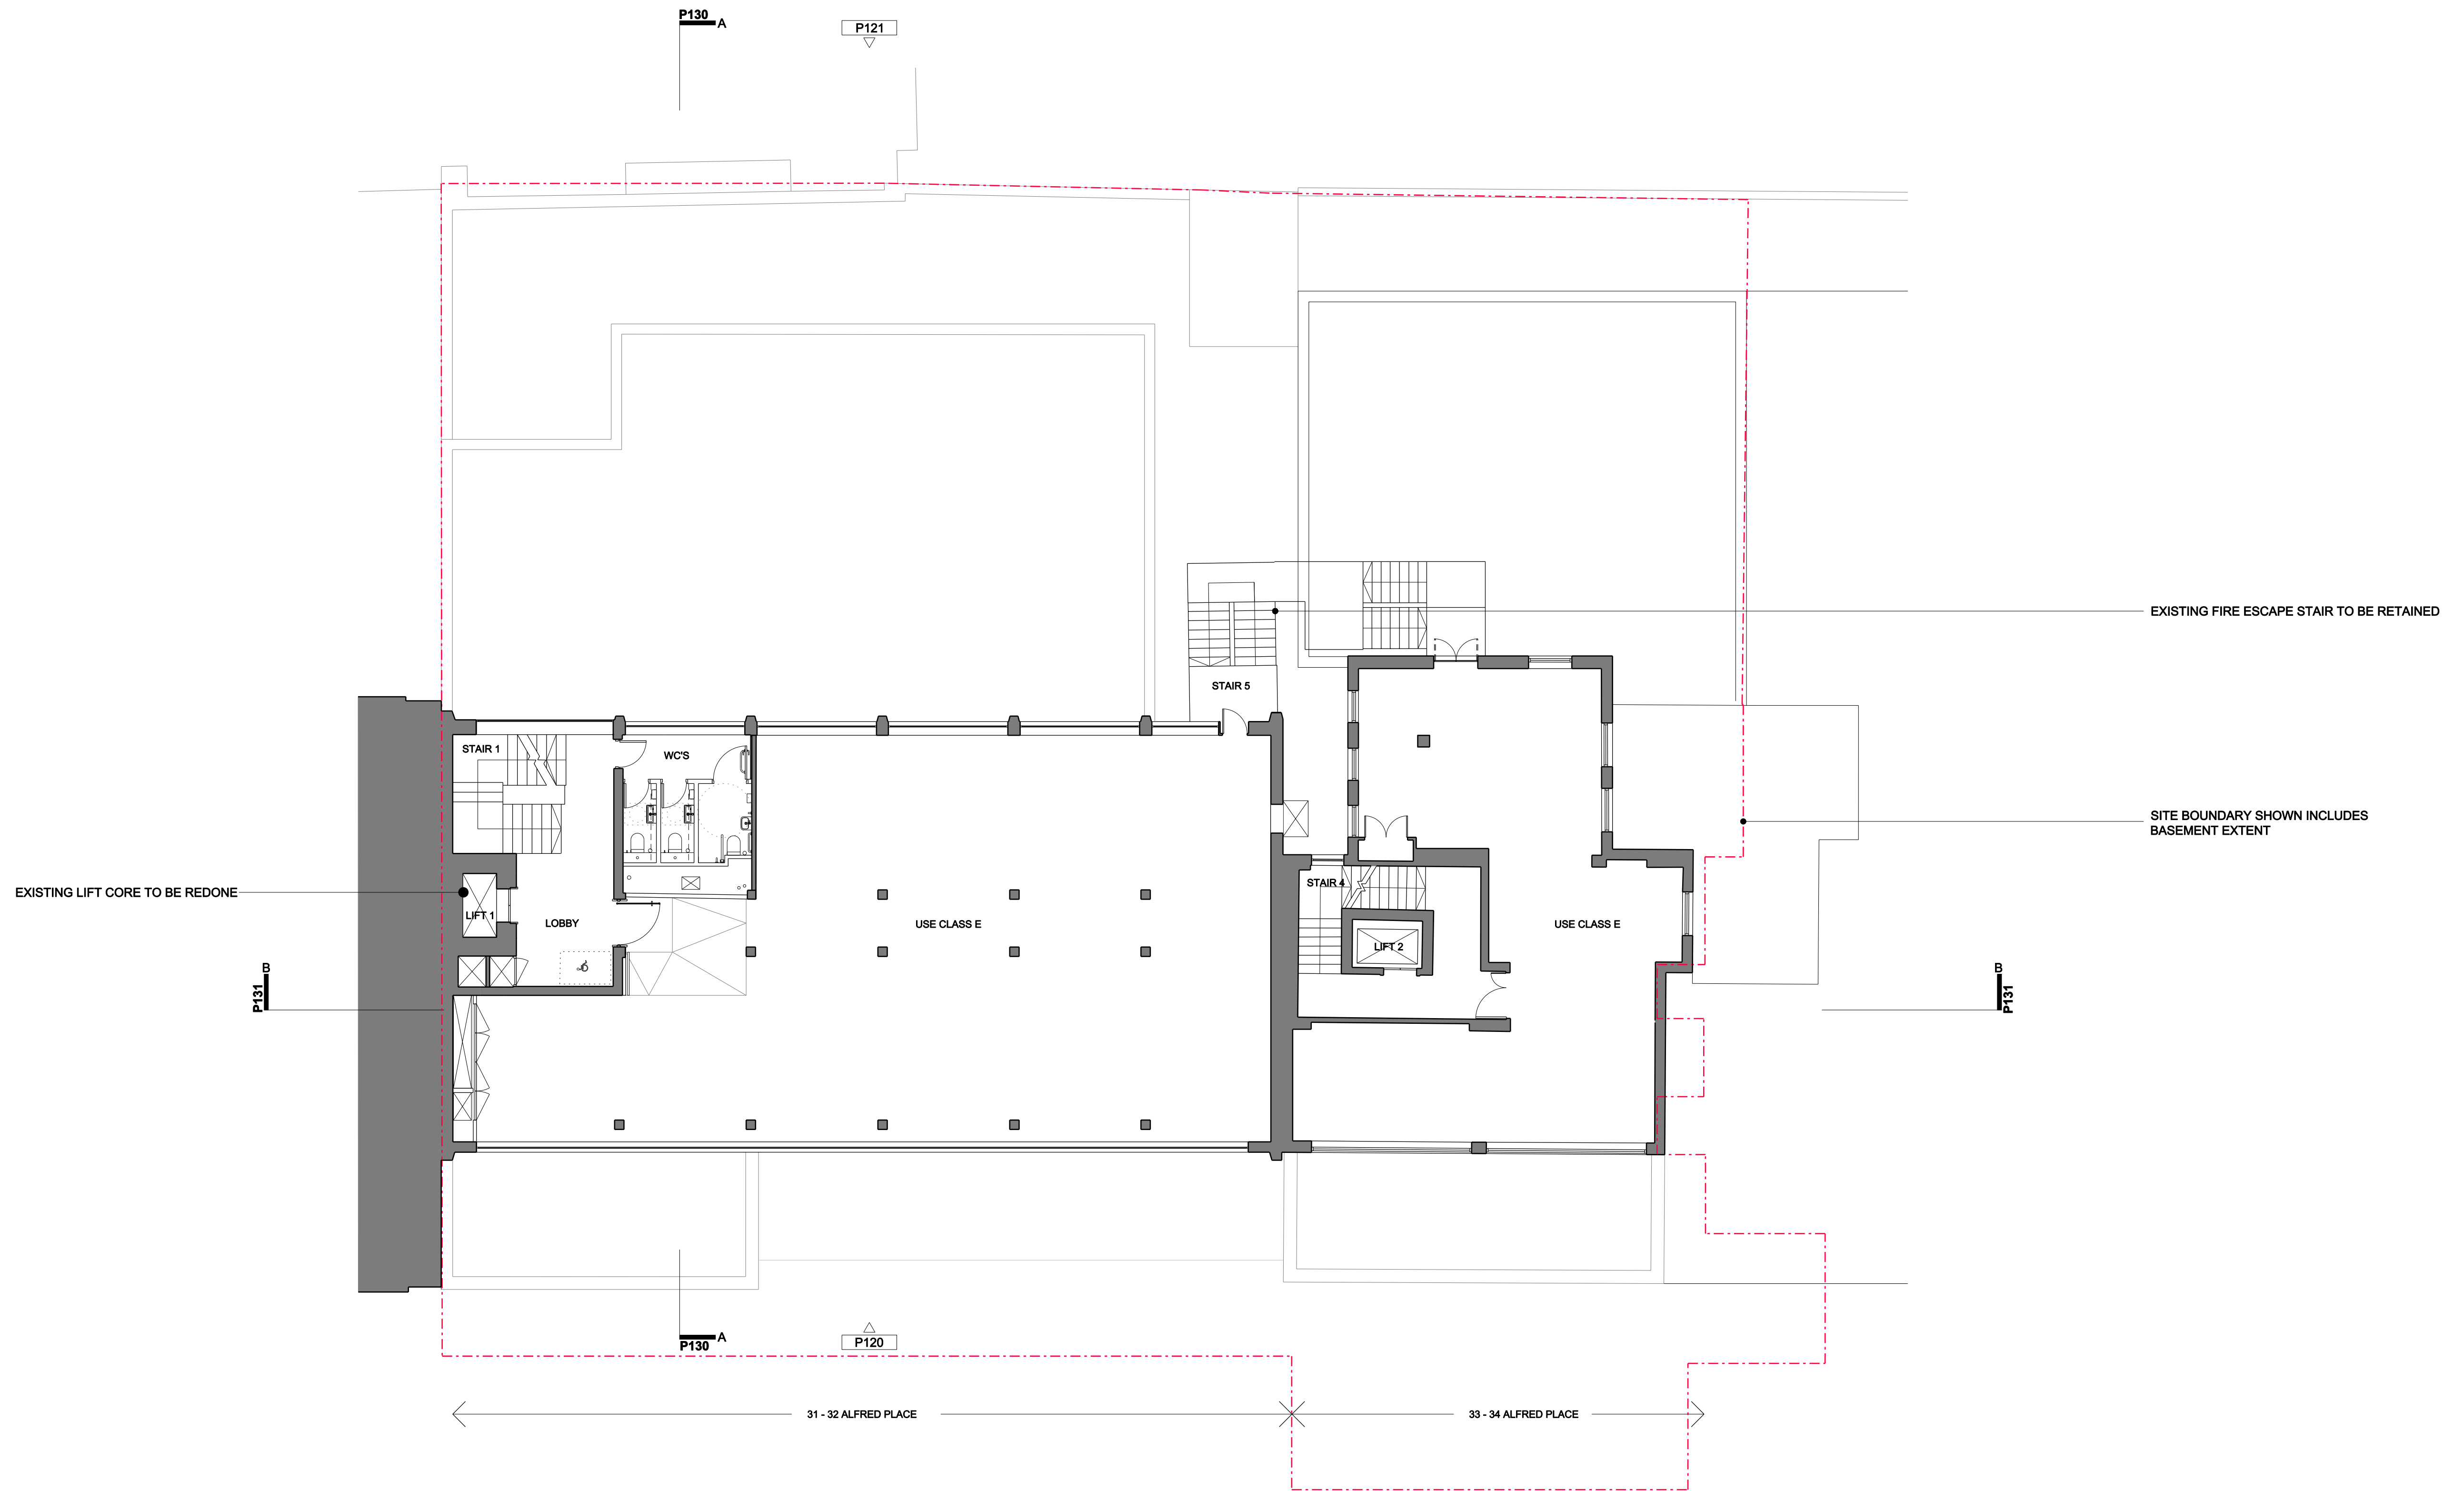 P130
A
P121
EXISTING FIRE ESCAPE STAIR TO BE RETAINED
STAIR 5
STAIR 1
WC'S
SITE BOUNDARY SHOWN INCLUDES
BASEMENT EXTENT
EXISTING LIFT CORE TO BE REDONE
STAIR 4
LIFT 1
LOBBY
USE CLASS E
USE CLASS E
LIFT 2
B
P131
B
P131
A
P130
P120
31 - 32 ALFRED PLACE
33 - 34 ALFRED PLACE